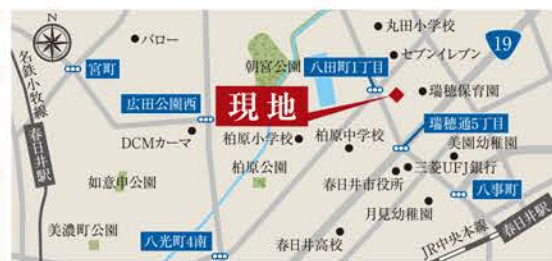 N
丸田小学校
バロー
セブンイレブン
19
宮町
朝宮公園
八田町1丁目
名鉄小牧線
現地
瑞穂保育園
広田公園西
瑞穂通5丁目
DCMカーマ
柏原小学校
柏原中学校
美園幼稚園
春日井駅
柏原公園
三菱UFJ銀行
如意申公園
春日井市役所
八事町
月見幼稚園
美濃町公園
八光町4南
春日井高校
JR中央本線
春日井駅